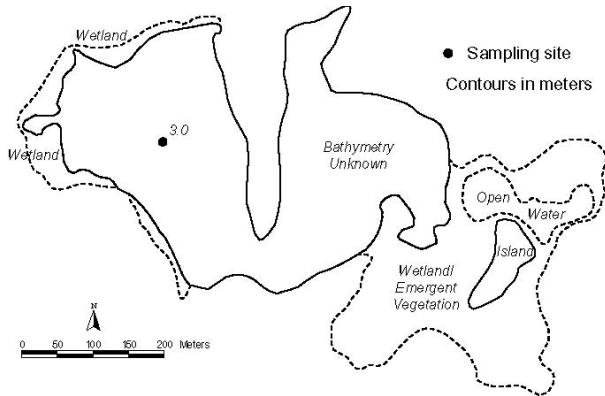 Wetland
Sampling site
Contours in meters
3.0
Wetland
Bathymetry
Unknown
Open
Water
Island
Wetland/
Emergent
Vegetation
N
0 50 100 150 200 Meters